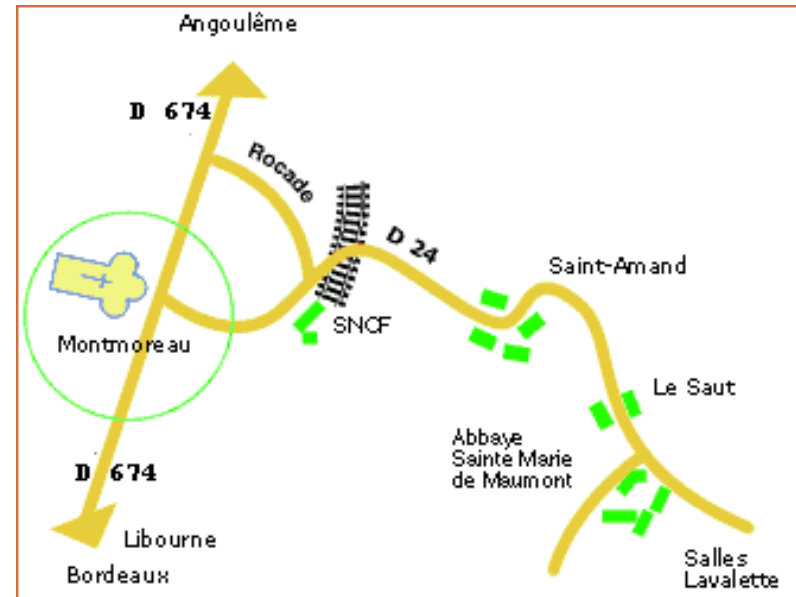 Angoulême
D 674
Rocade
D 24
Saint-Amand
SNCF
Montmoreau
Le Saut
Abbaye
Sainte Marie
de Maumont
D 674
Libourne
Bordeaux
Salles
Lavalette